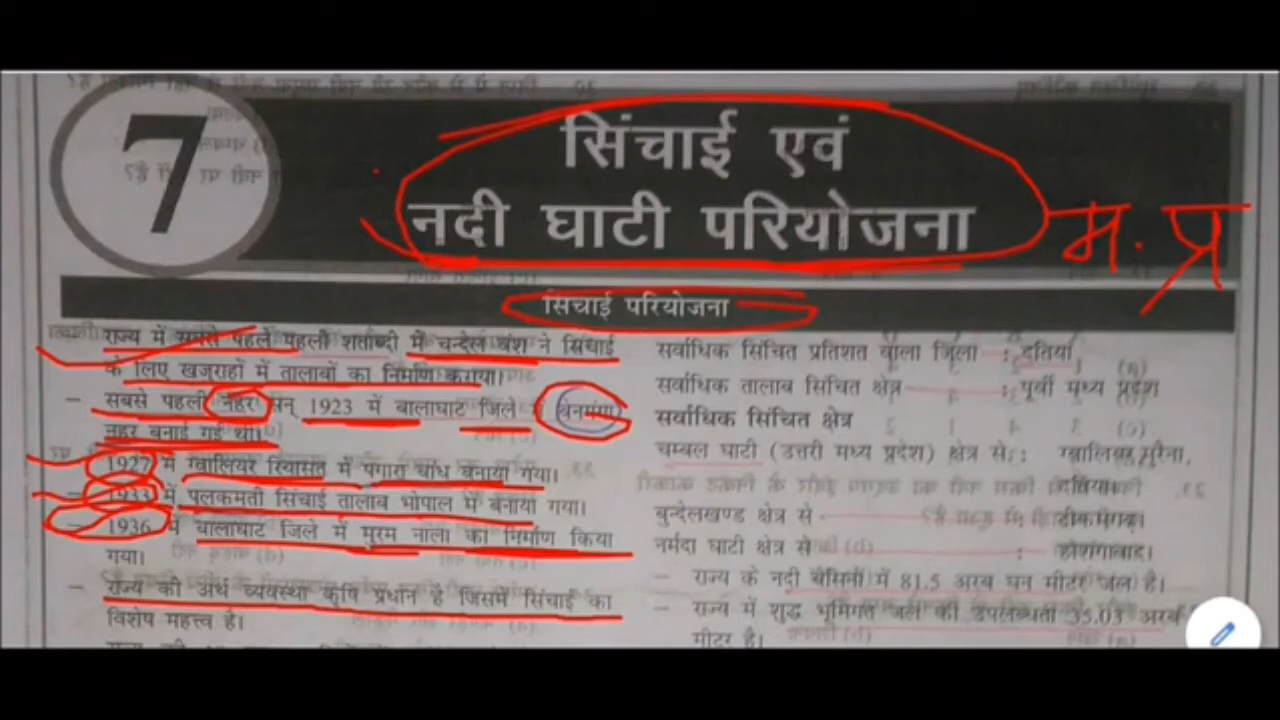 7
सिंचाई एवं
नदी घाटी परियोजना
म. प्र
सिचाई परियोजना
राज्य में सबसे पहले पहली शताब्दी में चन्देल वंश ने सिंचाई
के लिए खजुराहों में तालाबों का निर्माण कराया।
- सबसे पहली नहर सन् 1923 में बालाघाट जिले में वेनगंगा
नहर बनाई गई थी।
1927 में ग्वालियर रियासत में पगारा बांध बनाया गया।
- 1933 में पलकमती सिंचाई तालाब भोपाल में बनाया गया।
- 1936 में बालाघाट जिले में मुरम नाला का निर्माण किया
गया।
- राज्य की अर्थ व्यवस्था कृषि प्रधान है जिसमें सिंचाई का
विशेष महत्त्व है।
सर्वाधिक सिंचित प्रतिशत वाला जिला : दतिया
सर्वाधिक तालाब सिंचित क्षेत्र : पूर्वी मध्य प्रदेश
सर्वाधिक सिंचित क्षेत्र
चम्बल घाटी (उत्तरी मध्य प्रदेश) क्षेत्र से : ग्वालियर, मुरैना,
दतिया।
बुन्देलखण्ड क्षेत्र से टीकमगढ़।
नर्मदा घाटी क्षेत्र से : होशंगाबाद।
- राज्य के नदी बेसिनों में 81.5 अरब घन मीटर जल है।
- राज्य में शुद्ध भूमिगत जल की उपलब्धता 35.03 अरब
मीटर है।